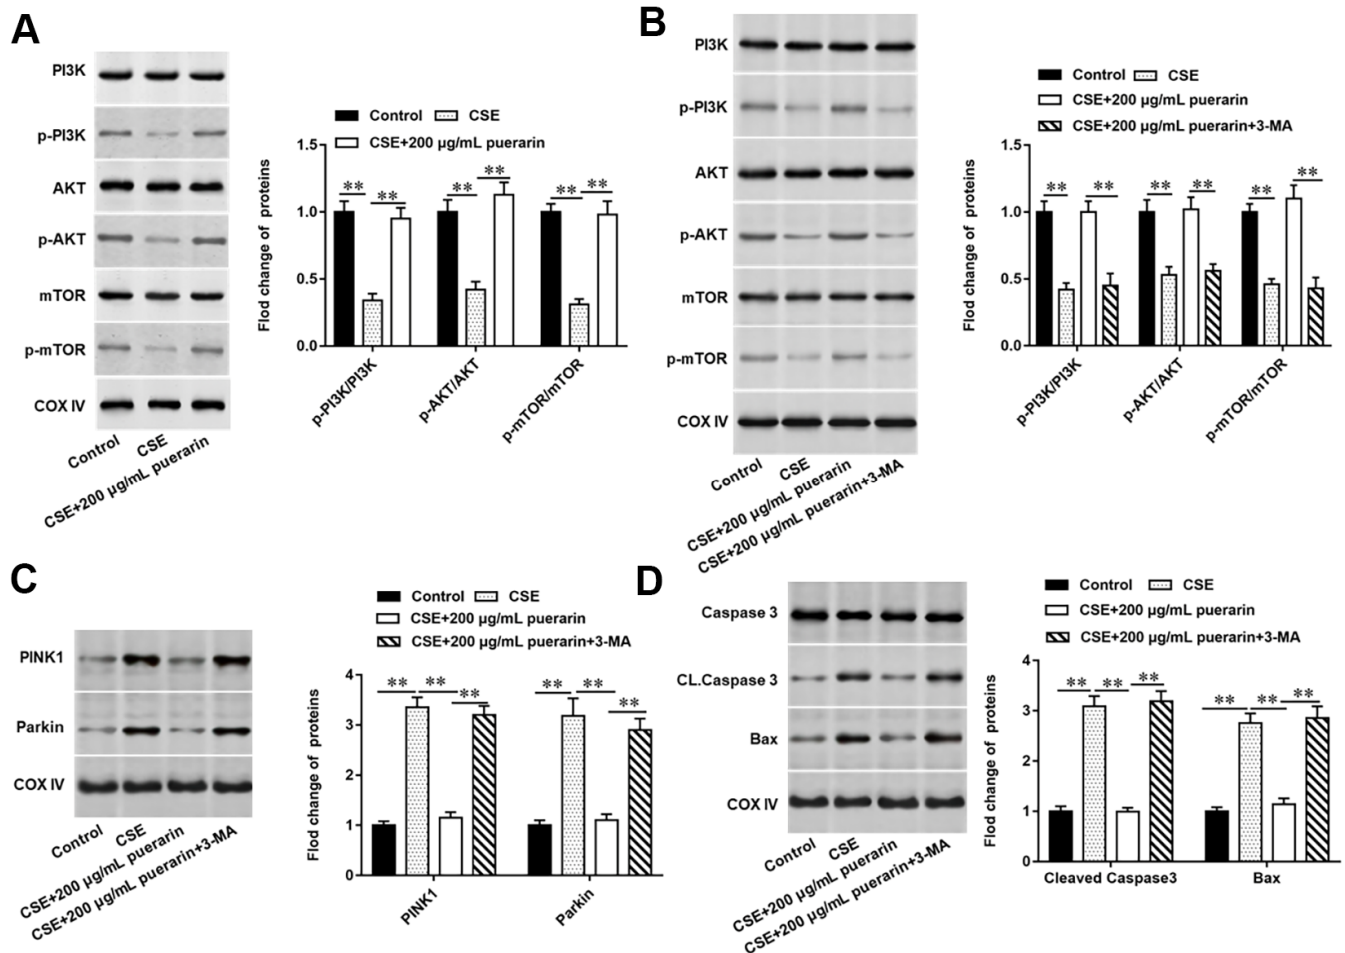 A
PI3K
p-PI3K
AKT
p-AKT
mTOR
p-mTOR
COX IV
Control
CSE
CSE+200 μg/mL puerarin
Control
CSE
CSE+200 μg/mL puerarin
Flod change of proteins
1.5
1.0
0.5
0.0
**
**
**
**
**
**
p-PI3K/PI3K
p-AKT/AKT
p-mTOR/mTOR
B
PI3K
p-PI3K
AKT
p-AKT
mTOR
p-mTOR
COX IV
Control
CSE
CSE+200 μg/mL puerarin
CSE+200 μg/mL puerarin+3-MA
Control
CSE
CSE+200 μg/mL puerarin
CSE+200 μg/mL puerarin+3-MA
Flod change of proteins
1.5
1.0
0.5
0.0
**
**
**
**
**
**
p-PI3K/PI3K
p-AKT/AKT
p-mTOR/mTOR
C
PINK1
Parkin
COX IV
Control
CSE
CSE+200 μg/mL puerarin
CSE+200 μg/mL puerarin+3-MA
Control
CSE
CSE+200 μg/mL puerarin
CSE+200 μg/mL puerarin+3-MA
Flod change of proteins
4
3
2
1
0
**
**
**
**
**
**
PINK1
Parkin
D
Caspase 3
CL.Caspase 3
Bax
COX IV
Control
CSE
CSE+200 μg/mL puerarin
CSE+200 μg/mL puerarin+3-MA
Control
CSE
CSE+200 μg/mL puerarin
CSE+200 μg/mL puerarin+3-MA
Flod change of proteins
4
3
2
1
0
**
**
**
**
**
**
Cleaved Caspase3
Bax